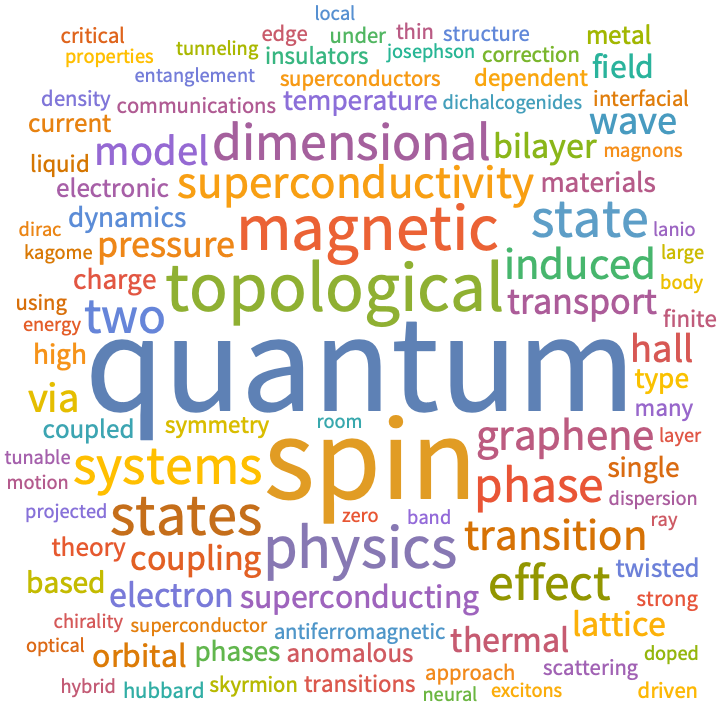 local
critical edge under thin structure metal
properties tunneling insulators josephson correction field
entanglement superconductors dependent
density communications temperature dichalcogenides interfacial
current model dimensional bilayer wave
liquid magnons
electronic superconductivity materials
dirac dynamics magnetic state lanio
kagome pressure induced large
charge topological body
using two transport finite
energy
high quantum hall
via type
coupled symmetry room many
tunable systems spin graphene layer
motion phase single
projected states zero band dispersion
ray
theory coupling physics transition
based electron superconducting effect twisted
strong
chirality superconductor antiferromagnetic thermal lattice
optical orbital phases anomalous doped
hybrid hubbard skyrmion transitions approach scattering
neural excitons driven